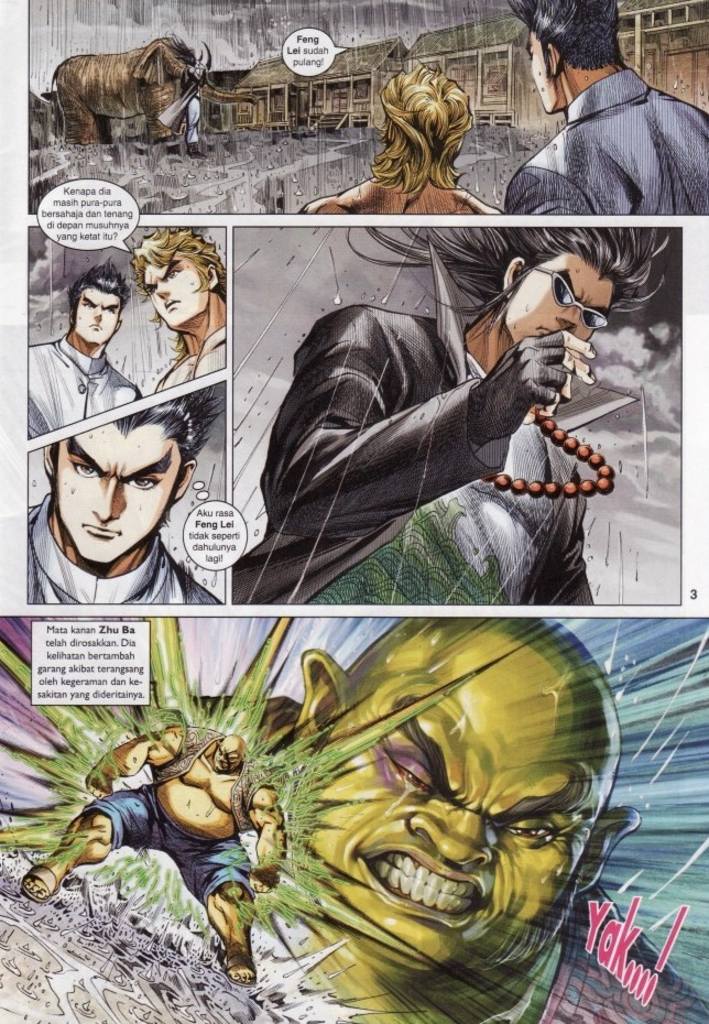 Feng
Lei sudah
pulang!
Kenapa dia
masih pura-pura
bersahaja dan tenang
di depan musuhnya
yang ketat itu?
Aku rasa
Feng Lei
tidak seperti
dahulunya
lagi!
3
Mata kanan Zhu Ba
telah dirosakkan. Dia
kelihatan bertambah
garang akibat terangsang
oleh kegeraman dan ke-
sakitan yang dideritainya.
Yak....!